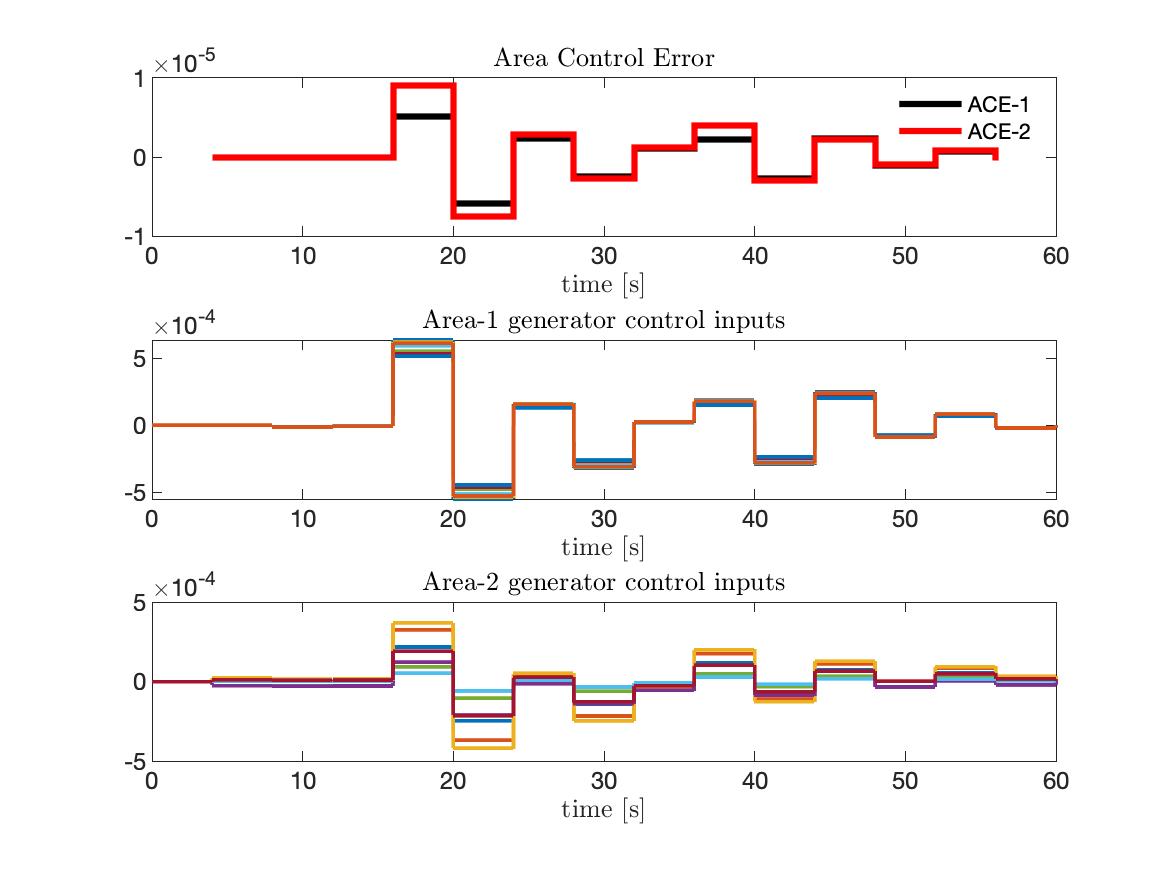 Area Control Error
×10-5
1
0
-1
ACE-1
ACE-2
0 10 20 30 40 50 60
time [s]
Area-1 generator control inputs
×10-4
5
0
-5
0 10 20 30 40 50 60
time [s]
Area-2 generator control inputs
×10-4
5
0
-5
0 10 20 30 40 50 60
time [s]